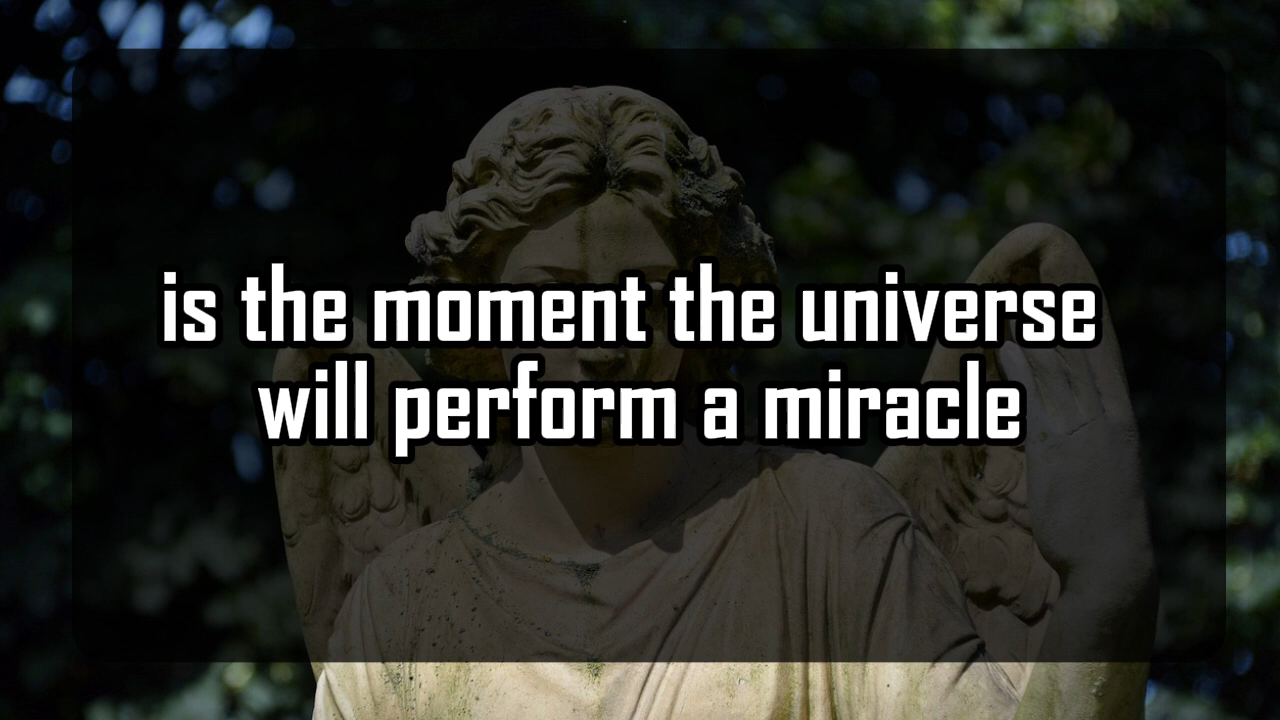 is the moment the universe
will perform a miracle